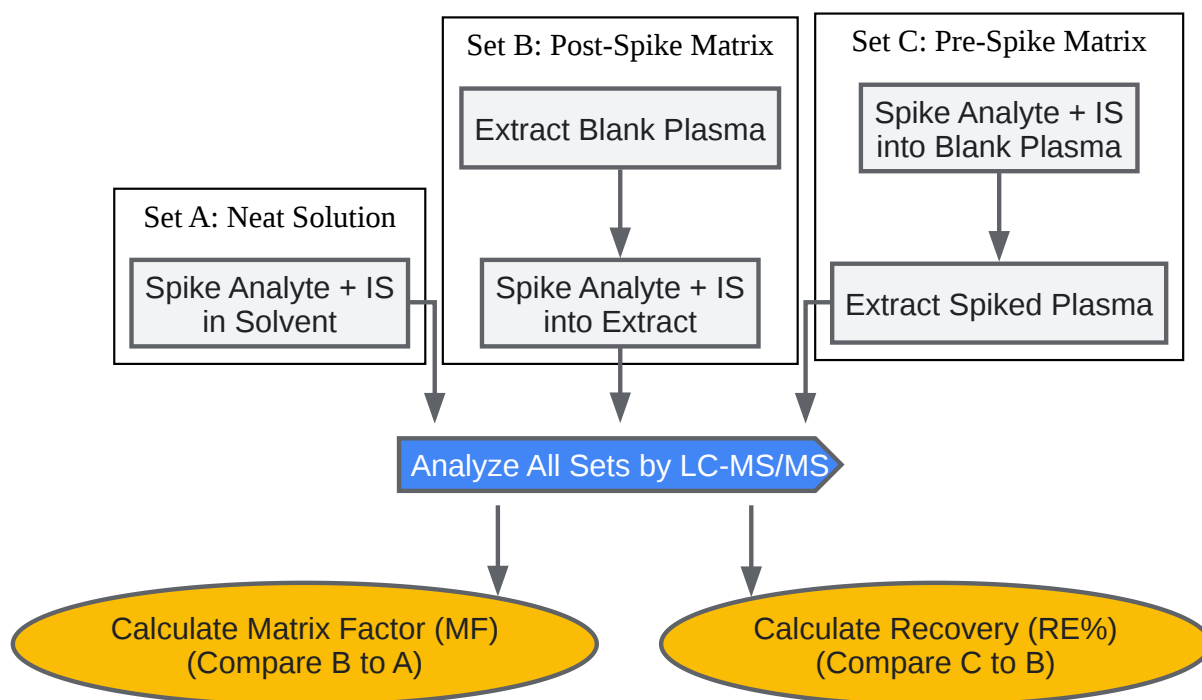 Set A: Neat Solution
Spike Analyte + IS
in Solvent
Set B: Post-Spike Matrix
Extract Blank Plasma
Spike Analyte + IS
into Extract
Set C: Pre-Spike Matrix
Spike Analyte + IS
into Blank Plasma
Extract Spiked Plasma
Analyze All Sets by LC-MS/MS
Calculate Matrix Factor (MF)
(Compare B to A)
Calculate Recovery (RE%)
(Compare C to B)